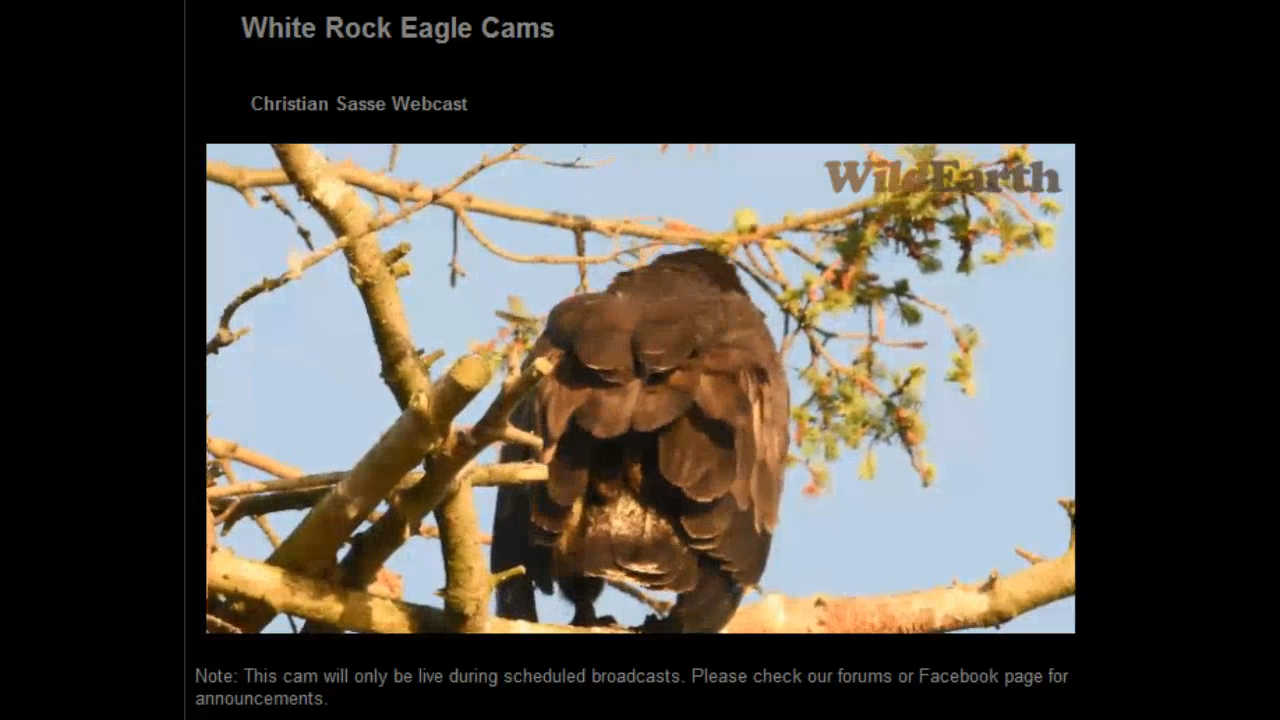 White Rock Eagle Cams
Christian Sasse Webcast
WildEarth
Note: This cam will only be live during scheduled broadcasts. Please check our forums or Facebook page for
announcements.